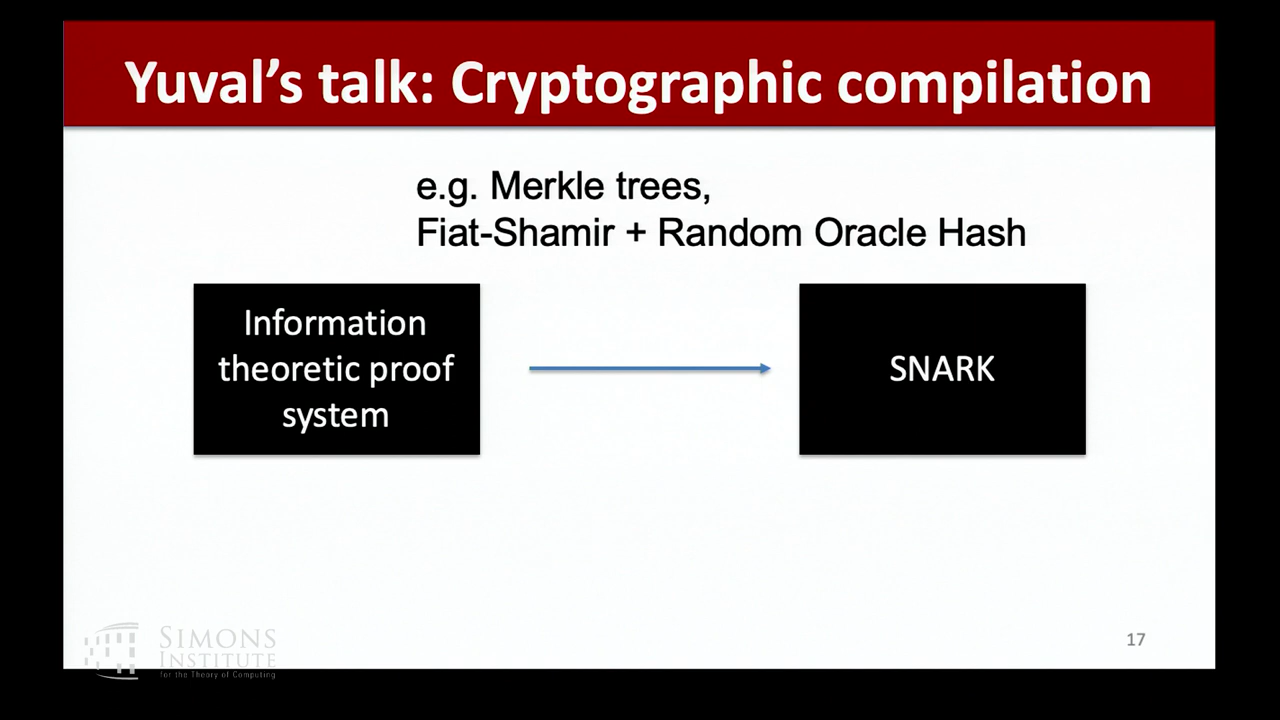 Yuval's talk: Cryptographic compilation
e.g. Merkle trees,
Fiat-Shamir + Random Oracle Hash
Information
theoretic proof
system
SNARK
SIMONS
INSTITUTE
for the Theory of Computing
17